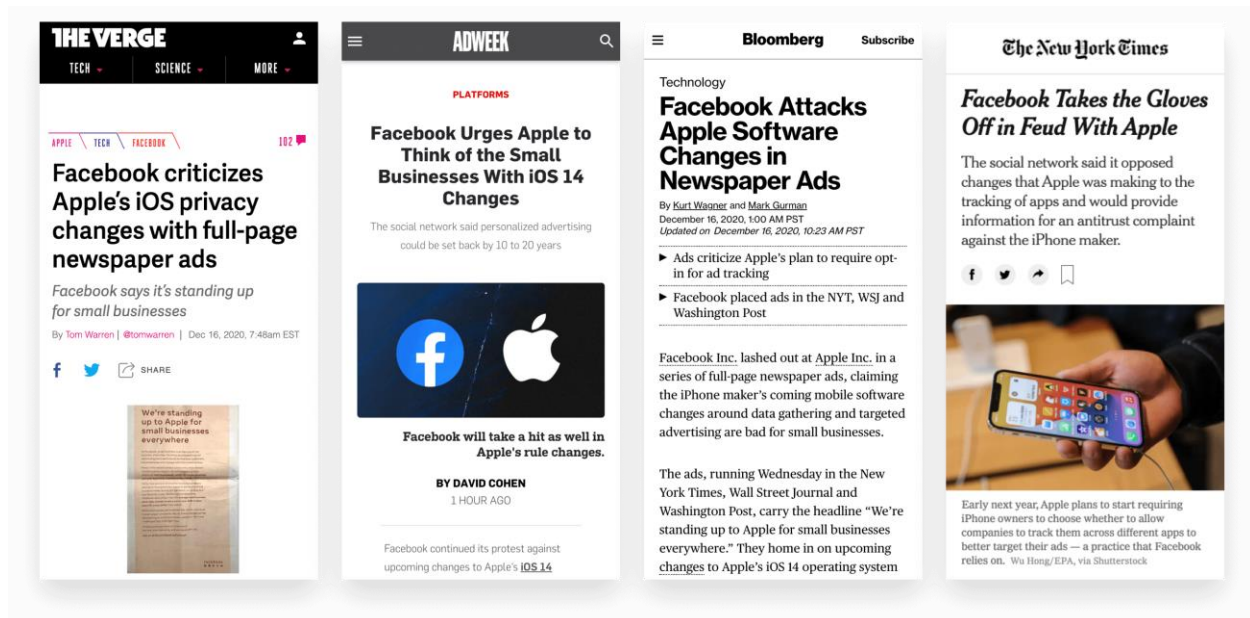 THE VERGE
TECH
SCIENCE
MORE
APPLE
TECH
FACEBOOK
102
Facebook criticizes
Apple's iOS privacy
changes with full-page
newspaper ads
Facebook says it's standing up
for small businesses
By Tom Warren | @tomwarren | Dec 16, 2020, 7:48am EST
SHARE
We're standing
up to Apple for
small businesses
everywhere
ADWEEK
PLATFORMS
Facebook Urges Apple to
Think of the Small
Businesses With iOS 14
Changes
The social network said personalized advertising
could be set back by 10 to 20 years
Facebook will take a hit as well in
Apple's rule changes.
BY DAVID COHEN
1 HOUR AGO
Facebook continued its protest against
upcoming changes to Apple's iOS 14
Bloomberg
Subscribe
Technology
Facebook Attacks
Apple Software
Changes in
Newspaper Ads
By Kurt Wagner and Mark Gurman
December 16, 2020, 1:00 AM PST
Updated on December 16, 2020, 10:23 AM PST
Ads criticize Apple's plan to require opt-
in for ad tracking
Facebook placed ads in the NYT, WSJ and
Washington Post
Facebook Inc. lashed out at Apple Inc. in a
series of full-page newspaper ads, claiming
the iPhone maker's coming mobile software
changes around data gathering and targeted
advertising are bad for small businesses.
The ads, running Wednesday in the New
York Times, Wall Street Journal and
Washington Post, carry the headline “We're
standing up to Apple for small businesses
everywhere.” They home in on upcoming
changes to Apple's iOS 14 operating system
The New York Times
Facebook Takes the Gloves
Off in Feud With Apple
The social network said it opposed
changes that Apple was making to the
tracking of apps and would provide
information for an antitrust complaint
against the iPhone maker.
Early next year, Apple plans to start requiring
iPhone owners to choose whether to allow
companies to track them across different apps to
better target their ads — a practice that Facebook
relies on. Wu Hong/EPA, via Shutterstock